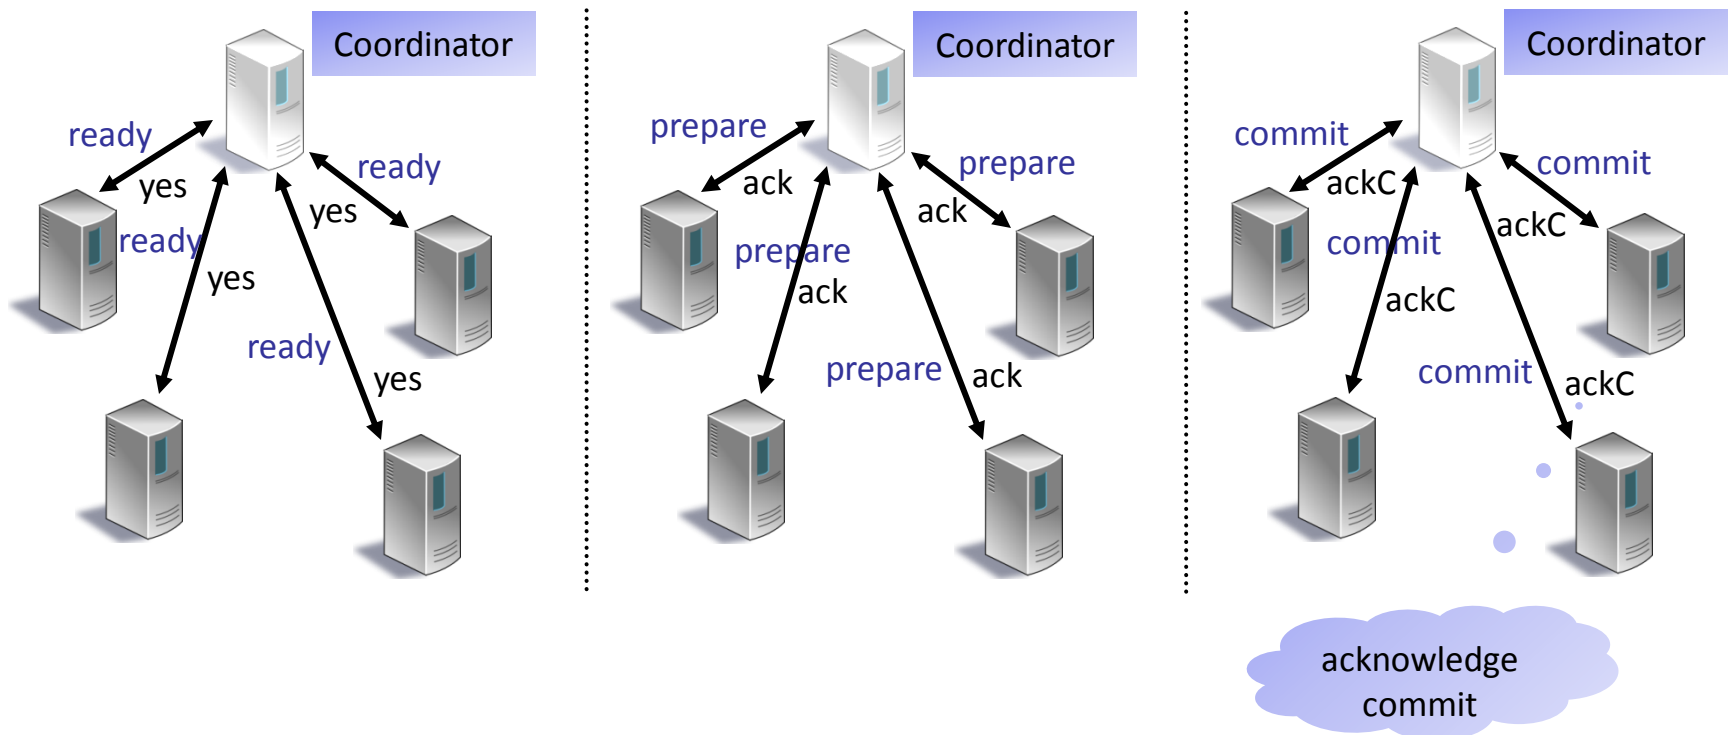 Coordinator
ready
ready
yes
yes
ready
yes
ready
yes
Coordinator
prepare
prepare
ack
ack
prepare
ack
prepare
ack
Coordinator
commit
commit
ackC
ackC
commit
ackC
commit
ackC
acknowledge
commit